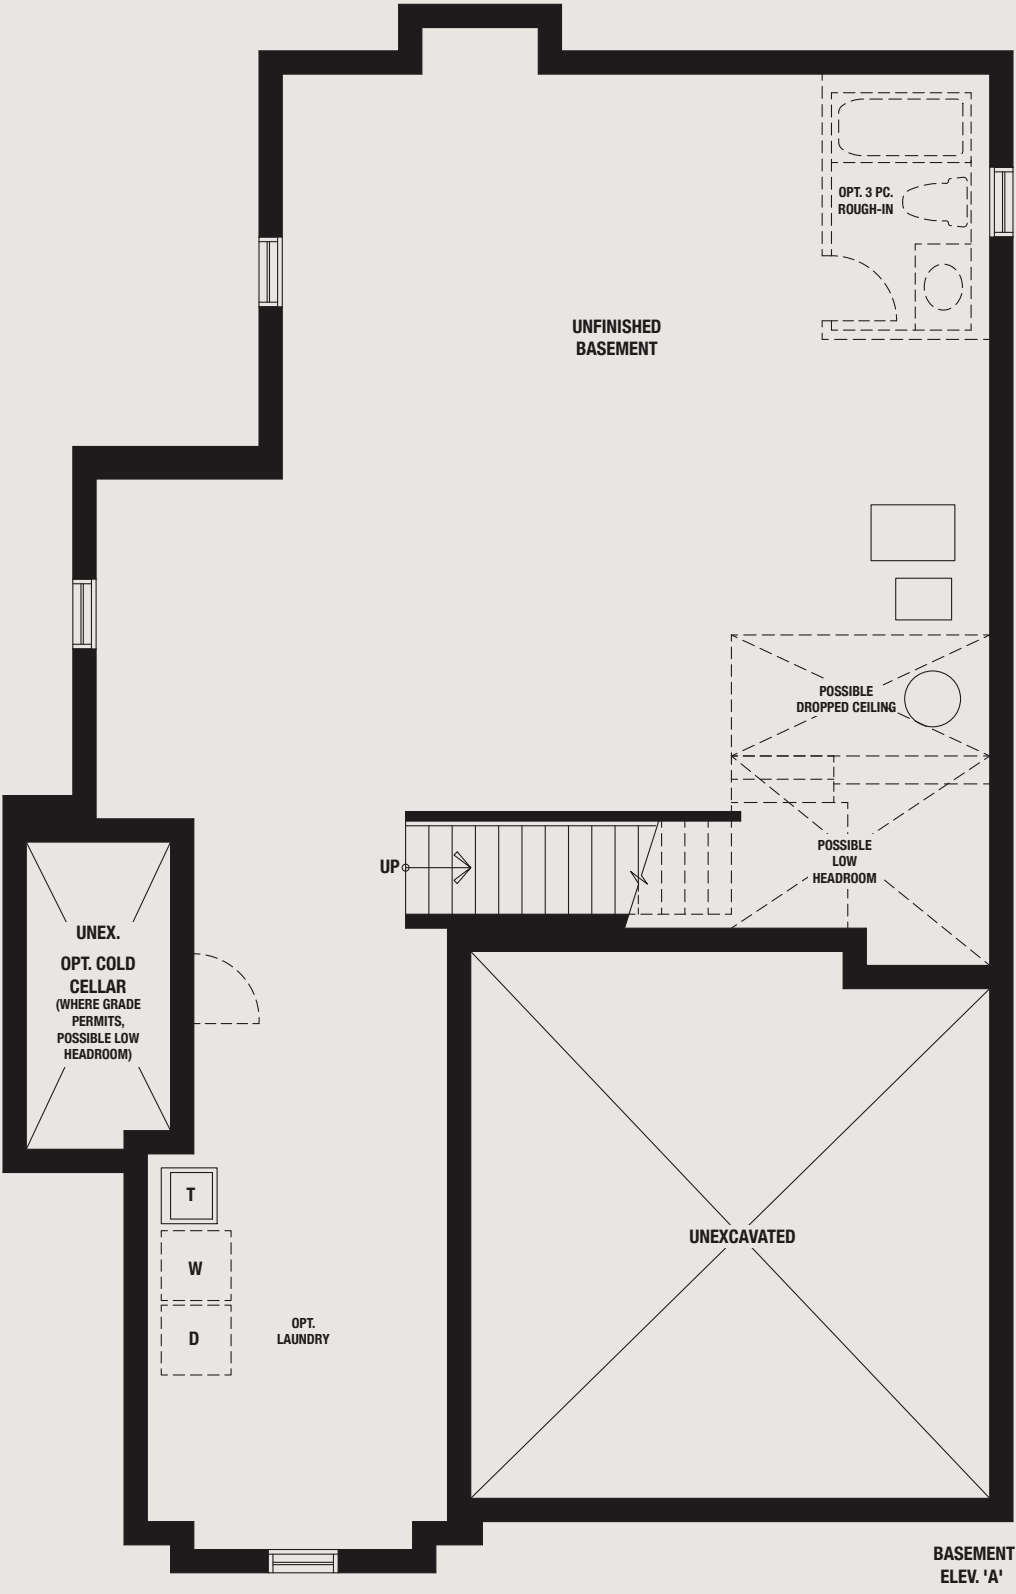 OPT. 3 PC.
ROUGH-IN
UNFINISHED
BASEMENT
POSSIBLE
DROPPED CEILING
UP
POSSIBLE
LOW
HEADROOM
UNEX.
OPT. COLD
CELLAR
(WHERE GRADE
PERMITS,
POSSIBLE LOW
HEADROOM)
T
W
D
OPT.
LAUNDRY
UNEXCAVATED
BASEMENT
ELEV. 'A'